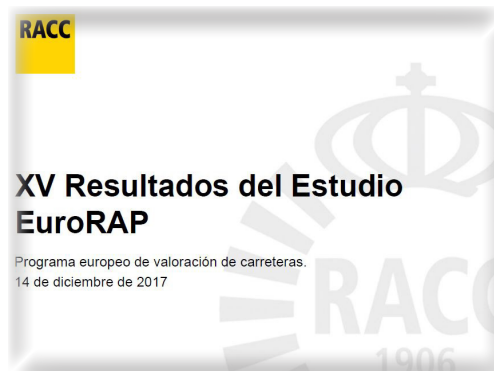 RACC
XV Resultados del Estudio
EuroRAP
Programa europeo de valoración de carreteras.
14 de diciembre de 2017
RACC
1906